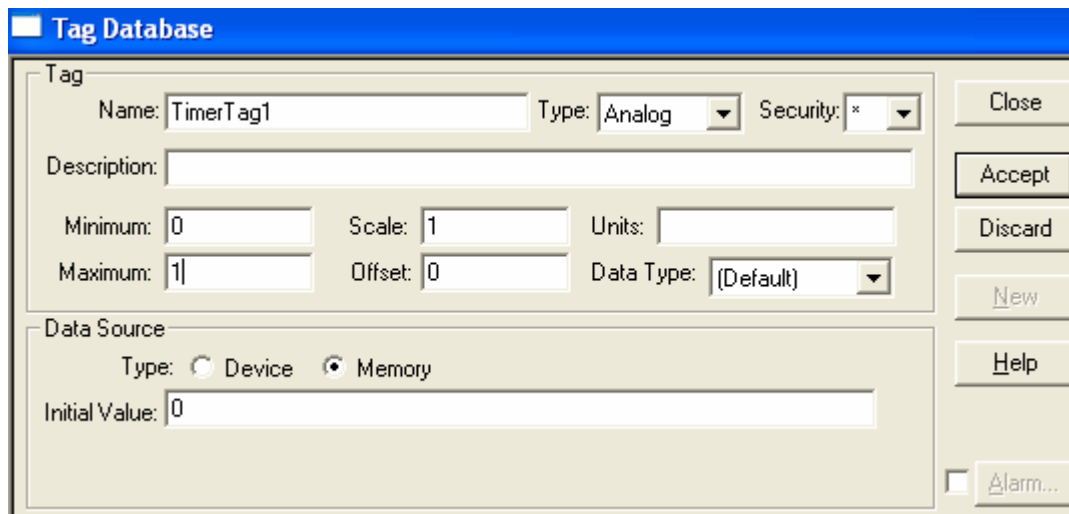 Tag Database
Tag
Name: TimerTag1 Type: Analog Security: *
Close
Description:
Accept
Minimum: 0 Scale: 1 Units:
Discard
Maximum: 1 Offset: 0 Data Type: (Default)
New
Data Source
Type: Device Memory
Help
Initial Value: 0
Alarm...